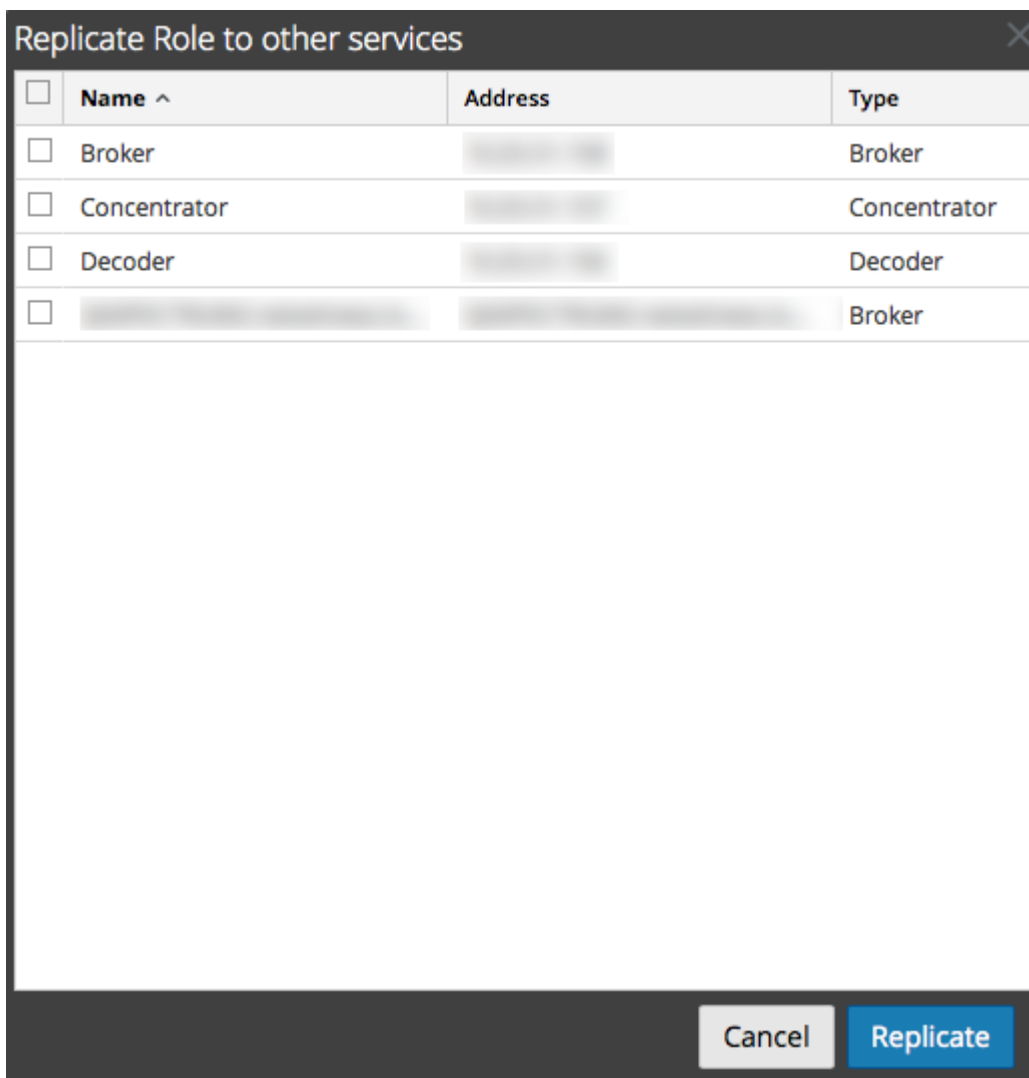 Replicate Role to other services
Name Address Type
Broker Broker
Concentrator Concentrator
Decoder Decoder
Broker
Cancel Replicate